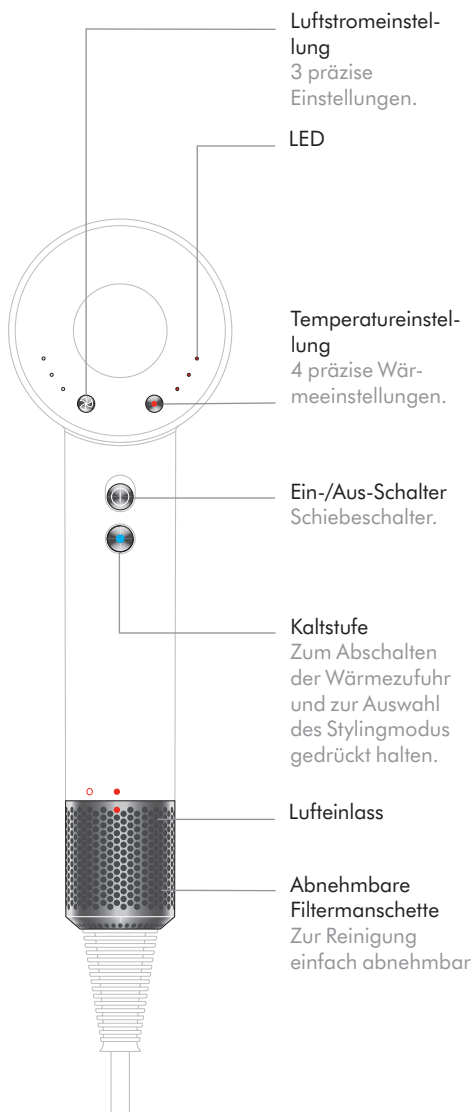 Luftstromeinstel-
lung
3 präzise
Einstellungen.
LED
Temperatureinstel-
lung
4 präzise Wär-
meeinstellungen.
Ein-/Aus-Schalter
Schiebeschalter.
Kaltstufe
Zum Abschalten
der Wärmezufuhr
und zur Auswahl
des Stylingmodus
gedrückt halten.
Lufteinlass
Abnehmbare
Filtermanschette
Zur Reinigung
einfach abnehmbar